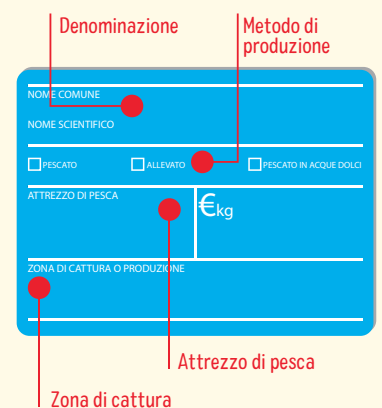 Denominazione
Metodo di
produzione
NOME COMUNE
NOME SCIENTIFICO
PESCATO
ALLEVATO
PESCATO IN ACQUE DOLCI
ATTREZZO DI PESCA
€kg
ZONA DI CATTURA O PRODUZIONE
Attrezzo di pesca
Zona di cattura